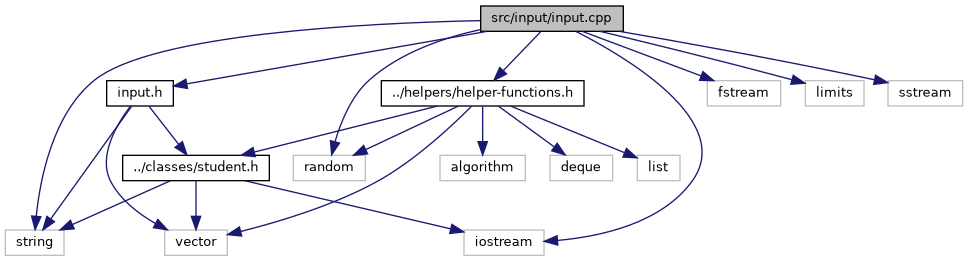 src/input/input.cpp
input.h
../helpers/helper-functions.h
fstream
limits
sstream
../classes/student.h
random
algorithm
deque
list
string
vector
iostream